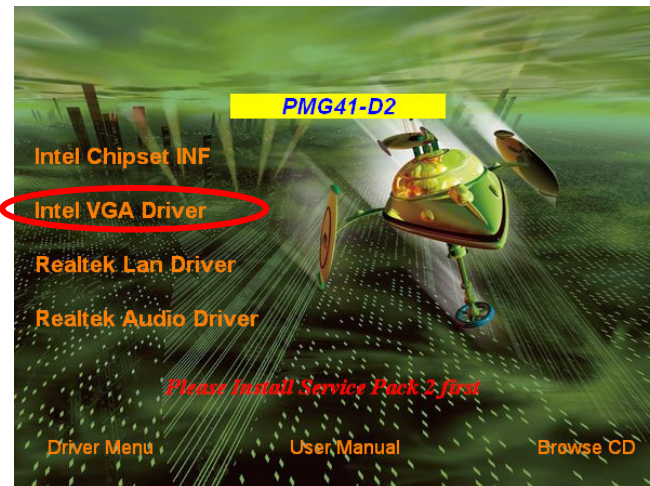 PMG41-D2
Intel Chipset INF
Intel VGA Driver
Realtek Lan Driver
Realtek Audio Driver
Please Install Service Pack 2 first
Driver Menu User Manual Browse CD